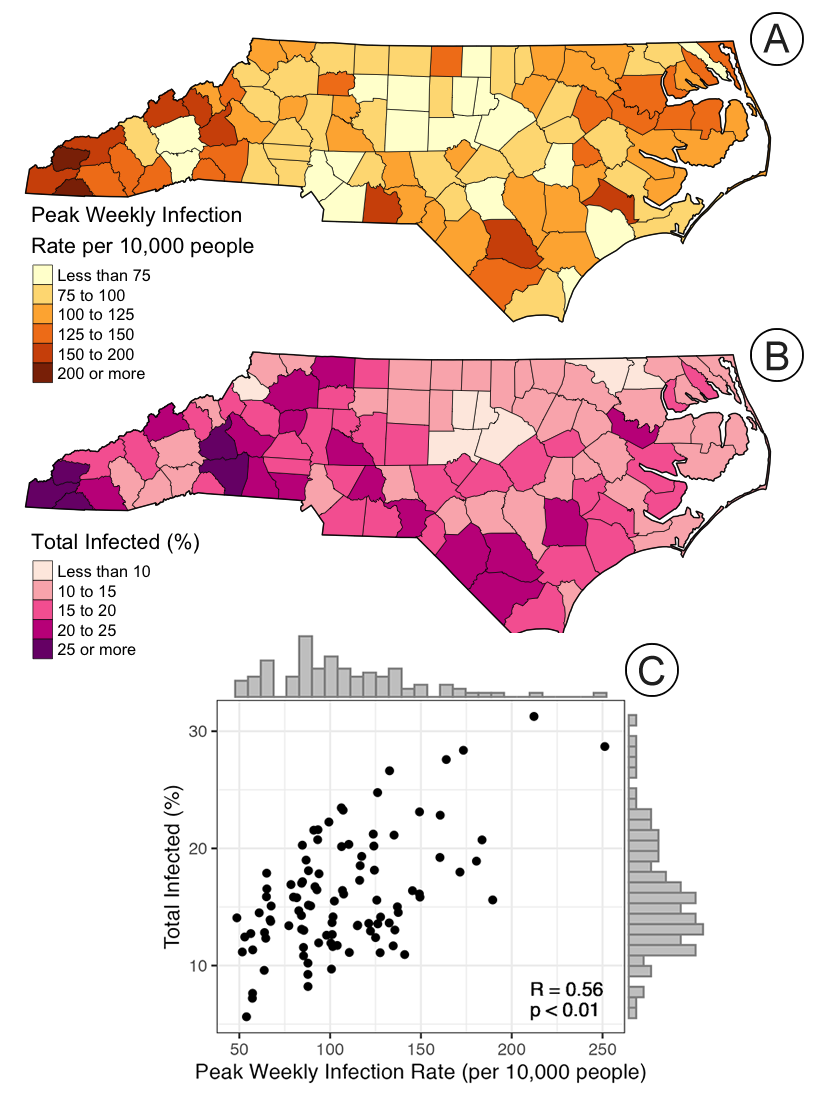 A
Peak Weekly Infection
Rate per 10,000 people
Less than 75
75 to 100
100 to 125
125 to 150
150 to 200
200 or more
B
Total Infected (%)
Less than 10
10 to 15
15 to 20
20 to 25
25 or more
C
30
20
10
Total Infected (%)
R = 0.56
p < 0.01
50 100 150 200 250
Peak Weekly Infection Rate (per 10,000 people)